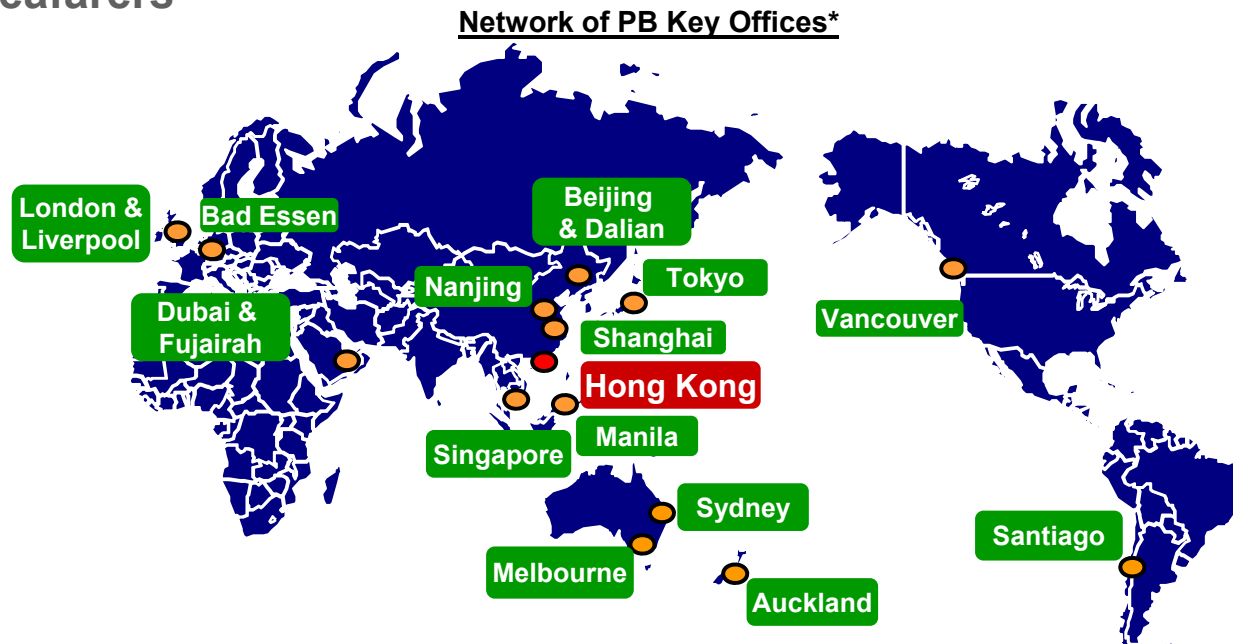 Network of PB Key Offices*
London &
Liverpool
Bad Essen
Beijing
& Dalian
Tokyo
Nanjing
Dubai &
Fujairah
Vancouver
Shanghai
Hong Kong
Manila
Singapore
Sydney
Santiago
Melbourne
Auckland